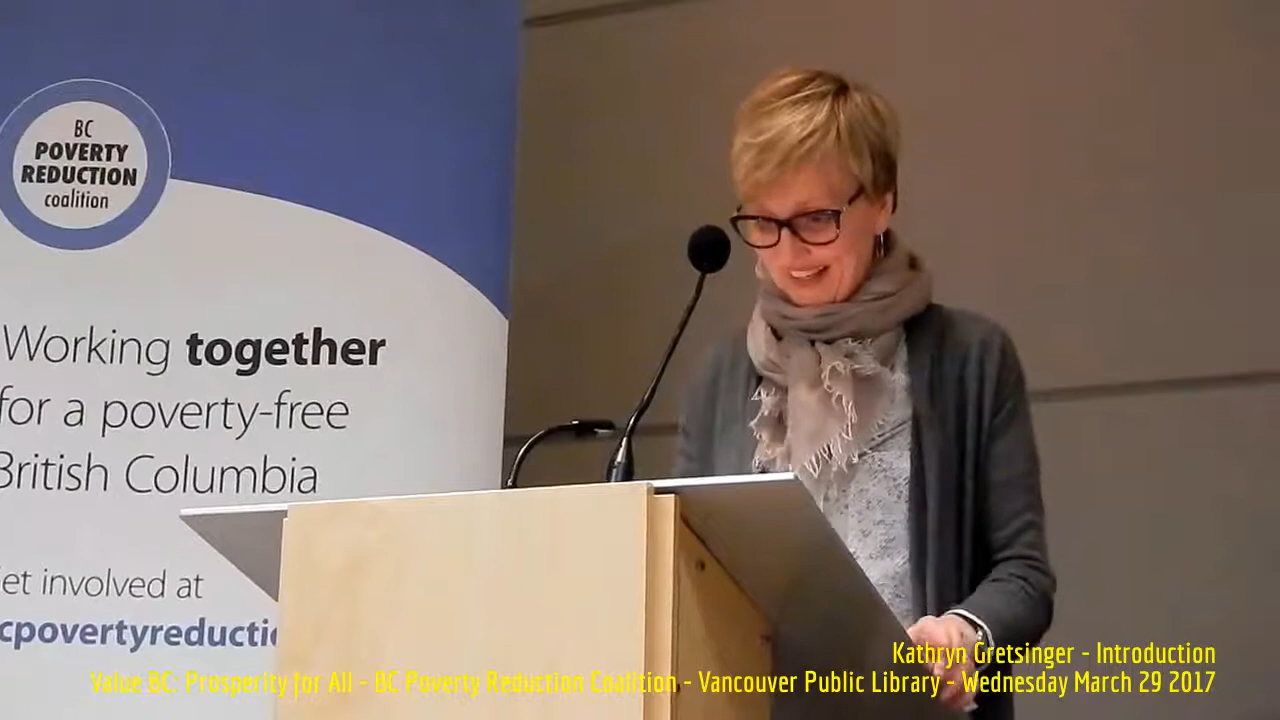 BC
POVERTY
REDUCTION
coalition
Working together
for a poverty-free
British Columbia
et involved at
cpovertyreducti
Kathryn Gretsinger - Introduction
Value BC: Prosperity for All - BC Poverty Reduction Coalition - Vancouver Public Library - Wednesday March 29 2017